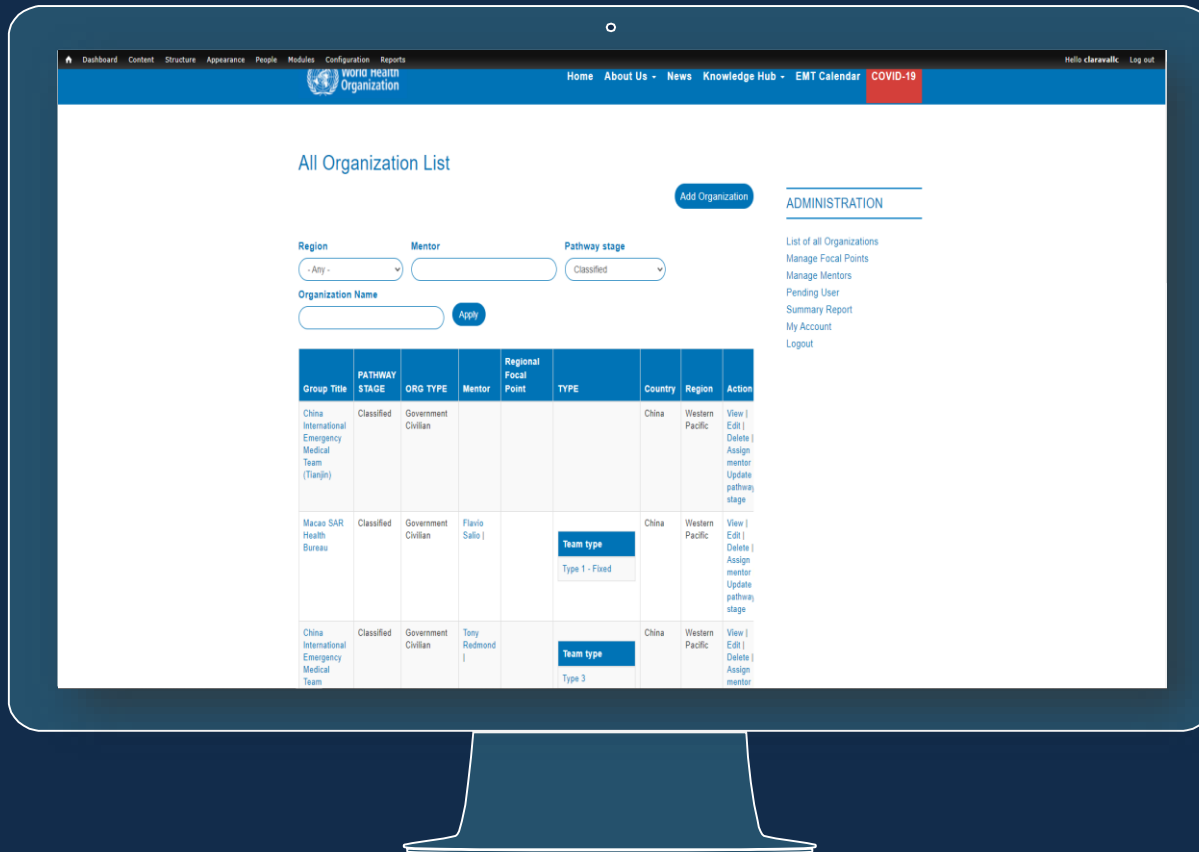 Dashboard Content Structure Appearance People Modules Configuration Reports
Hello claravallc Log out
World Health
Organization
Home About Us News Knowledge Hub EMT Calendar COVID-19
All Organization List
Add Organization
ADMINISTRATION
List of all Organizations
Manage Focal Points
Manage Mentors
Pending User
Summary Report
My Account
Logout
Region Mentor Pathway stage
- Any - Classified
Organization Name
Apply
Group Title PATHWAY STAGE ORG TYPE Mentor Regional Focal Point TYPE Country Region Action
China
International
Emergency
Medical
Team
(Tianjin)
Classified
Government
Civilian
China
Western
Pacific
View |
Edit |
Delete |
Assign
mentor
Update
pathway
stage
Macao SAR
Health
Bureau
Classified
Government
Civilian
Flavio
Salio |
Team type
Type 1 - Fixed
China
Western
Pacific
View |
Edit |
Delete |
Assign
mentor
Update
pathway
stage
China
International
Emergency
Medical
Team
Classified
Government
Civilian
Tony
Redmond
|
Team type
Type 3
China
Western
Pacific
View |
Edit |
Delete |
Assign
mentor